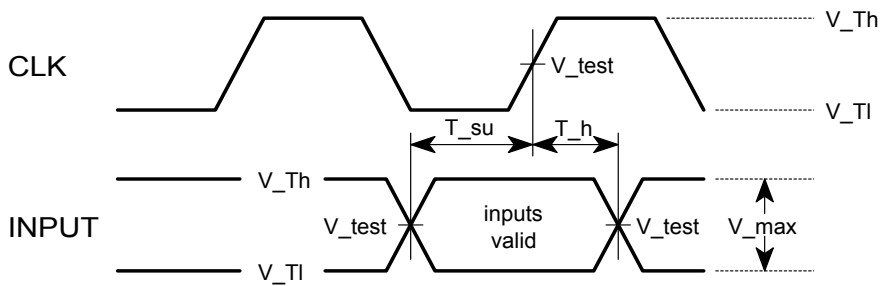 V_Th
CLK
V_test
V_Tl
T_su
T_h
V_Th
INPUT
V_test
inputs
valid
V_test
V_max
V_Tl